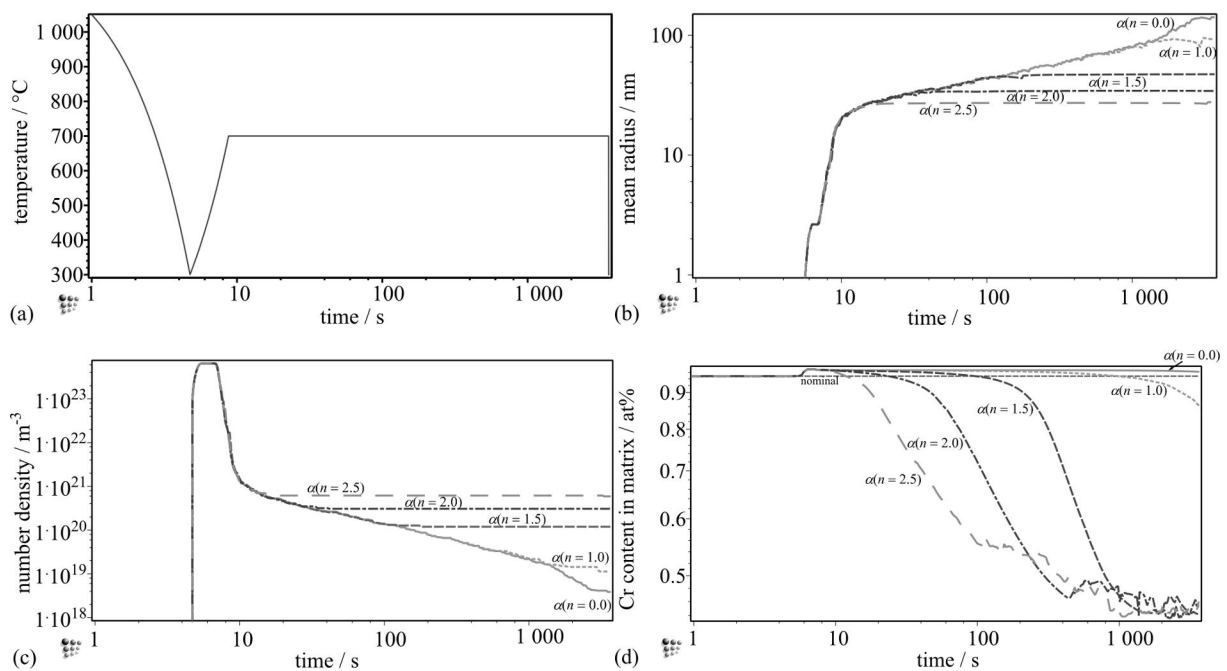 1 000
900
800
700
600
500
400
300
temperature / °C
1
10
100
1 000
time / s
(a)
100
10
1
mean radius / nm
α(n = 0.0)
α(n = 1.0)
α(n = 1.5)
α(n = 2.0)
α(n = 2.5)
1
10
100
1 000
time / s
(b)
1·10²³
1·10²²
1·10²¹
1·10²⁰
1·10¹⁹
1·10¹⁸
number density / m⁻³
α(n = 2.5)
α(n = 2.0)
α(n = 1.5)
α(n = 1.0)
α(n = 0.0)
1
10
100
1 000
time / s
(c)
0.9
0.8
0.7
0.6
0.5
Cr content in matrix / at%
α(n = 0.0)
nominal
α(n = 1.0)
α(n = 1.5)
α(n = 2.0)
α(n = 2.5)
1
10
100
1 000
time / s
(d)